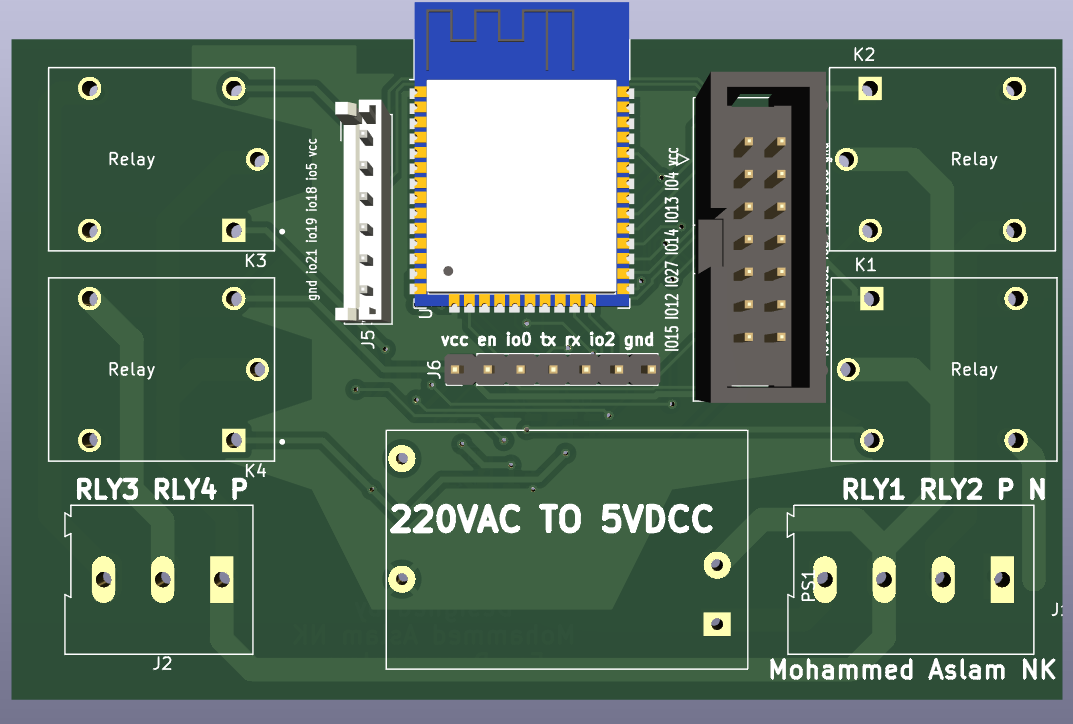 K2
Relay
Relay
K3
K1
gnd io21 io19 io18 io5 vcc
IO15 IO12 IO27 IO14 IO13 IO4 vcc
J5
U
vcc en io0 tx rx io2 gnd
J6
Relay
Relay
K4
RLY3 RLY4 P
RLY1 RLY2 P N
220VAC TO 5VDCC
PS1
J2
Mohammed Aslam NK